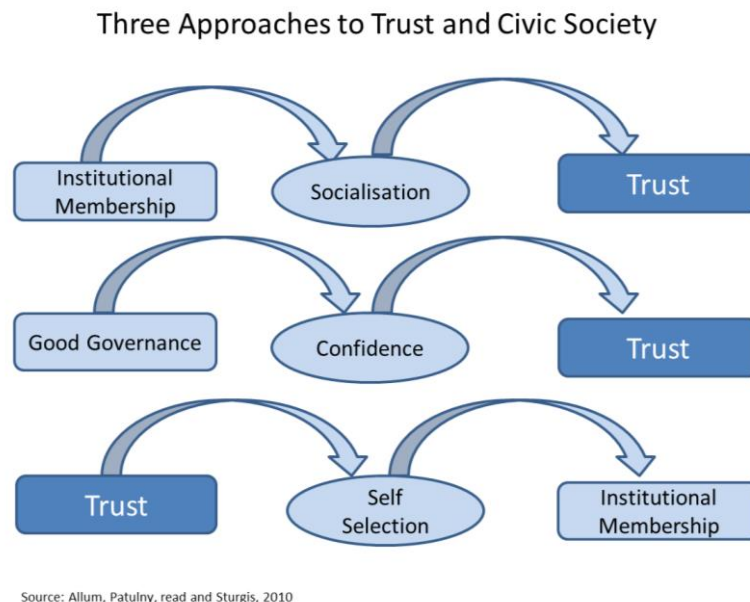 Three Approaches to Trust and Civic Society
Institutional
Membership
Socialisation
Trust
Good Governance
Confidence
Trust
Trust
Self
Selection
Institutional
Membership
Source: Allum, Patulny, read and Sturgis, 2010